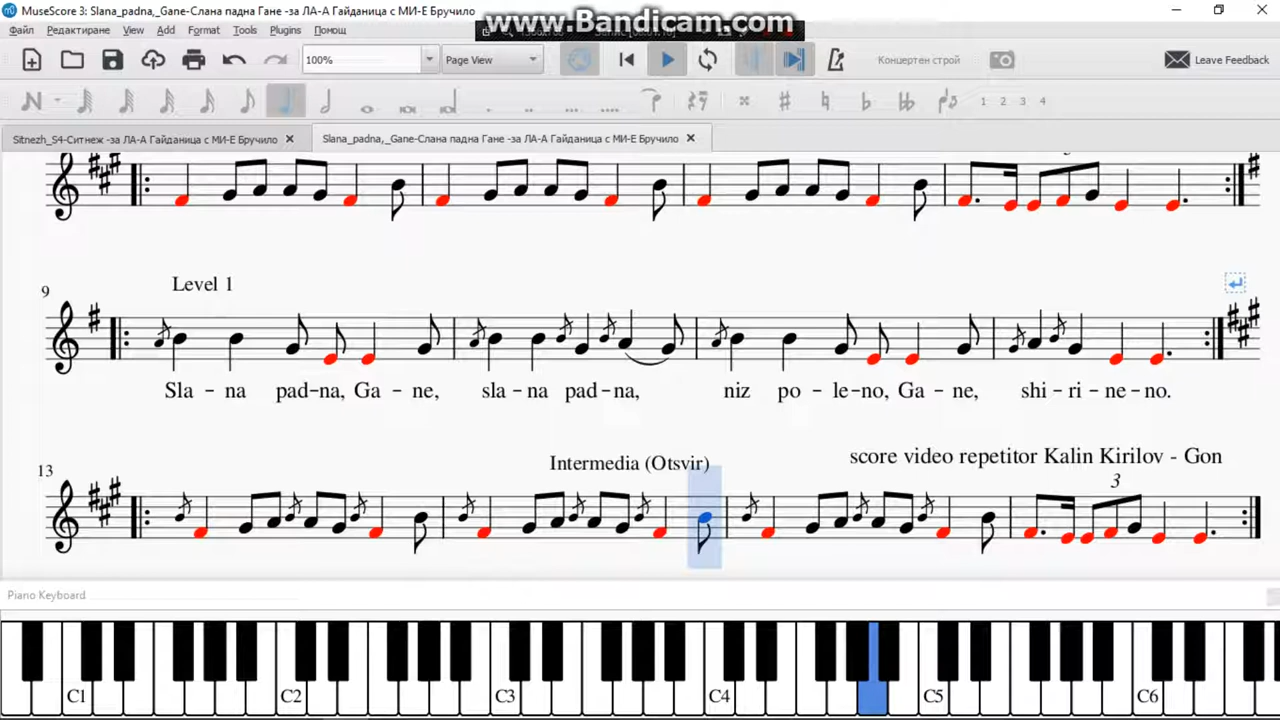 MuseScore 3: Slana_padna,_Gane-Слана падна Гане -за ЛА-А Гайданица с МИ-Е Бручило
www.Bandicam.com
Файл Редактиране View Add Format Tools Plugins Помощ
100% Page View Концертен строй Leave Feedback
1 2 3 4
Sitnezh_S4-Ситнеж -за ЛА-А Гайданица с МИ-Е Бручило Slana_padna,_Gane-Слана падна Гане -за ЛА-А Гайданица с МИ-Е Бручило
Level 1
9
Sla – na pad–na, Ga – ne, sla – na pad–na, niz po – le–no, Ga – ne, shi – ri – ne – no.
Intermedia (Otsvir) score video repetitor Kalin Kirilov - Gon
13
3
Piano Keyboard
C1 C2 C3 C4 C5 C6